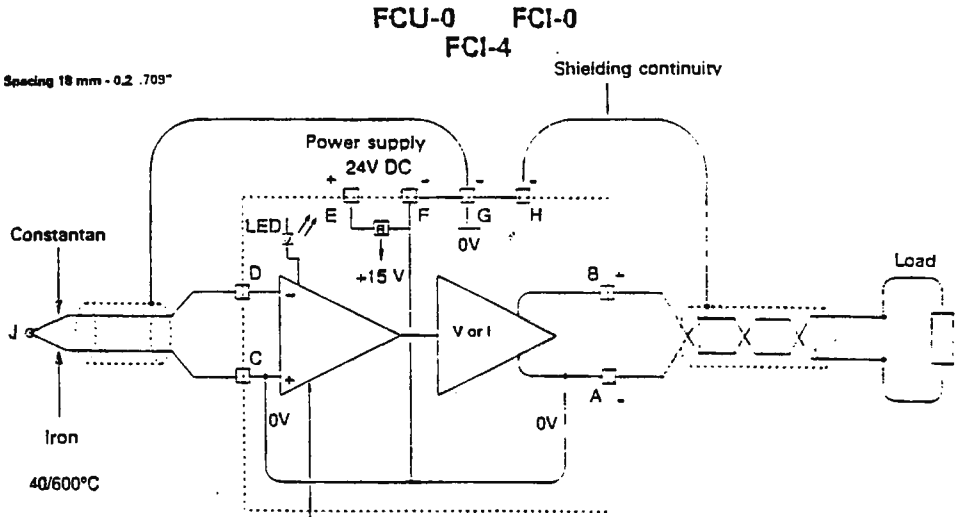 FCU-0 FCI-0
FCI-4
Spacing 18 mm - 0.2 .709"
Shielding continuity
Power supply
24V DC
+ - - -
E F G H
LED
0V
Constantan
+15 V
Load
D
B +
-
J
V or I
C
+
A -
0V 0V
Iron
40/600°C